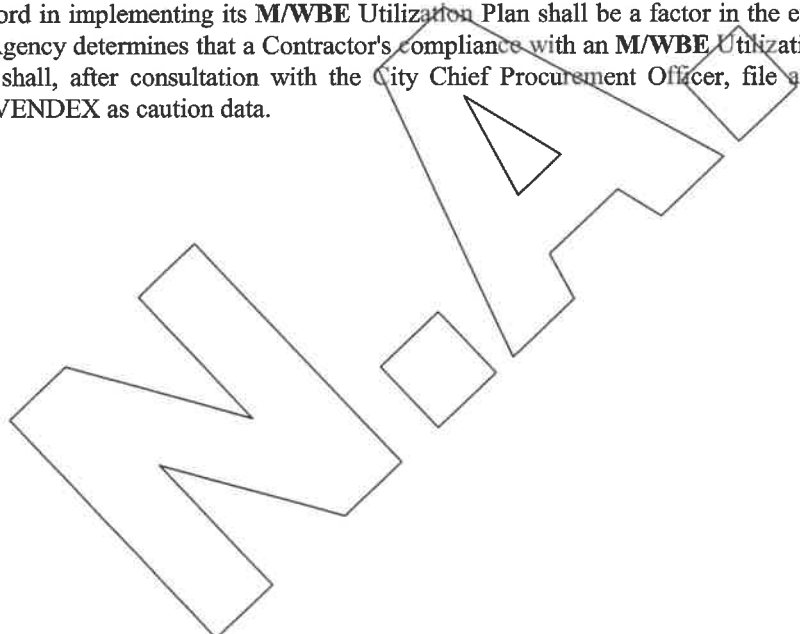 ord in implementing its M/WBE Utilization Plan shall be a factor in the e
gency determines that a Contractor's compliance with an M/WBE Utilizati
shall, after consultation with the City Chief Procurement Officer, file a
VENDEX as caution data.
N.A.